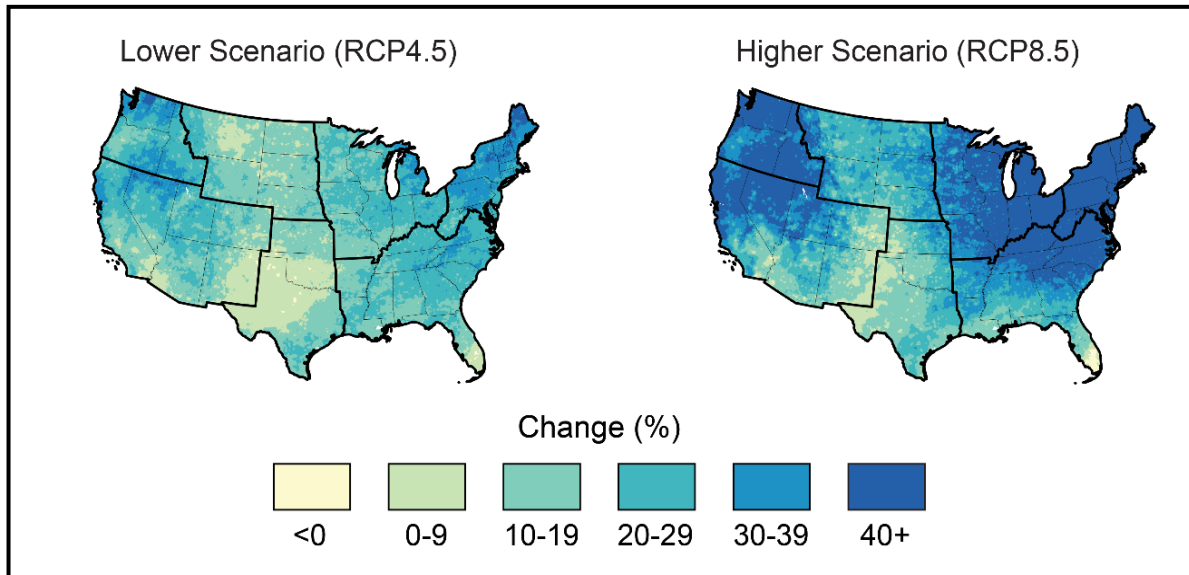 Lower Scenario (RCP4.5)
Higher Scenario (RCP8.5)
Change (%)
<0
0-9
10-19
20-29
30-39
40+